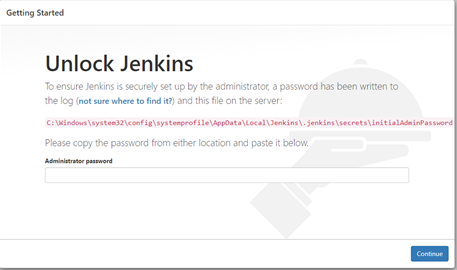 Getting Started
Unlock Jenkins
To ensure Jenkins is securely set up by the administrator, a password has been written to
the log (not sure where to find it?) and this file on the server:
C:\Windows\system32\config\systemprofile\AppData\Local\Jenkins\.jenkins\secrets\initialAdminPassword
Please copy the password from either location and paste it below.
Administrator password
Continue